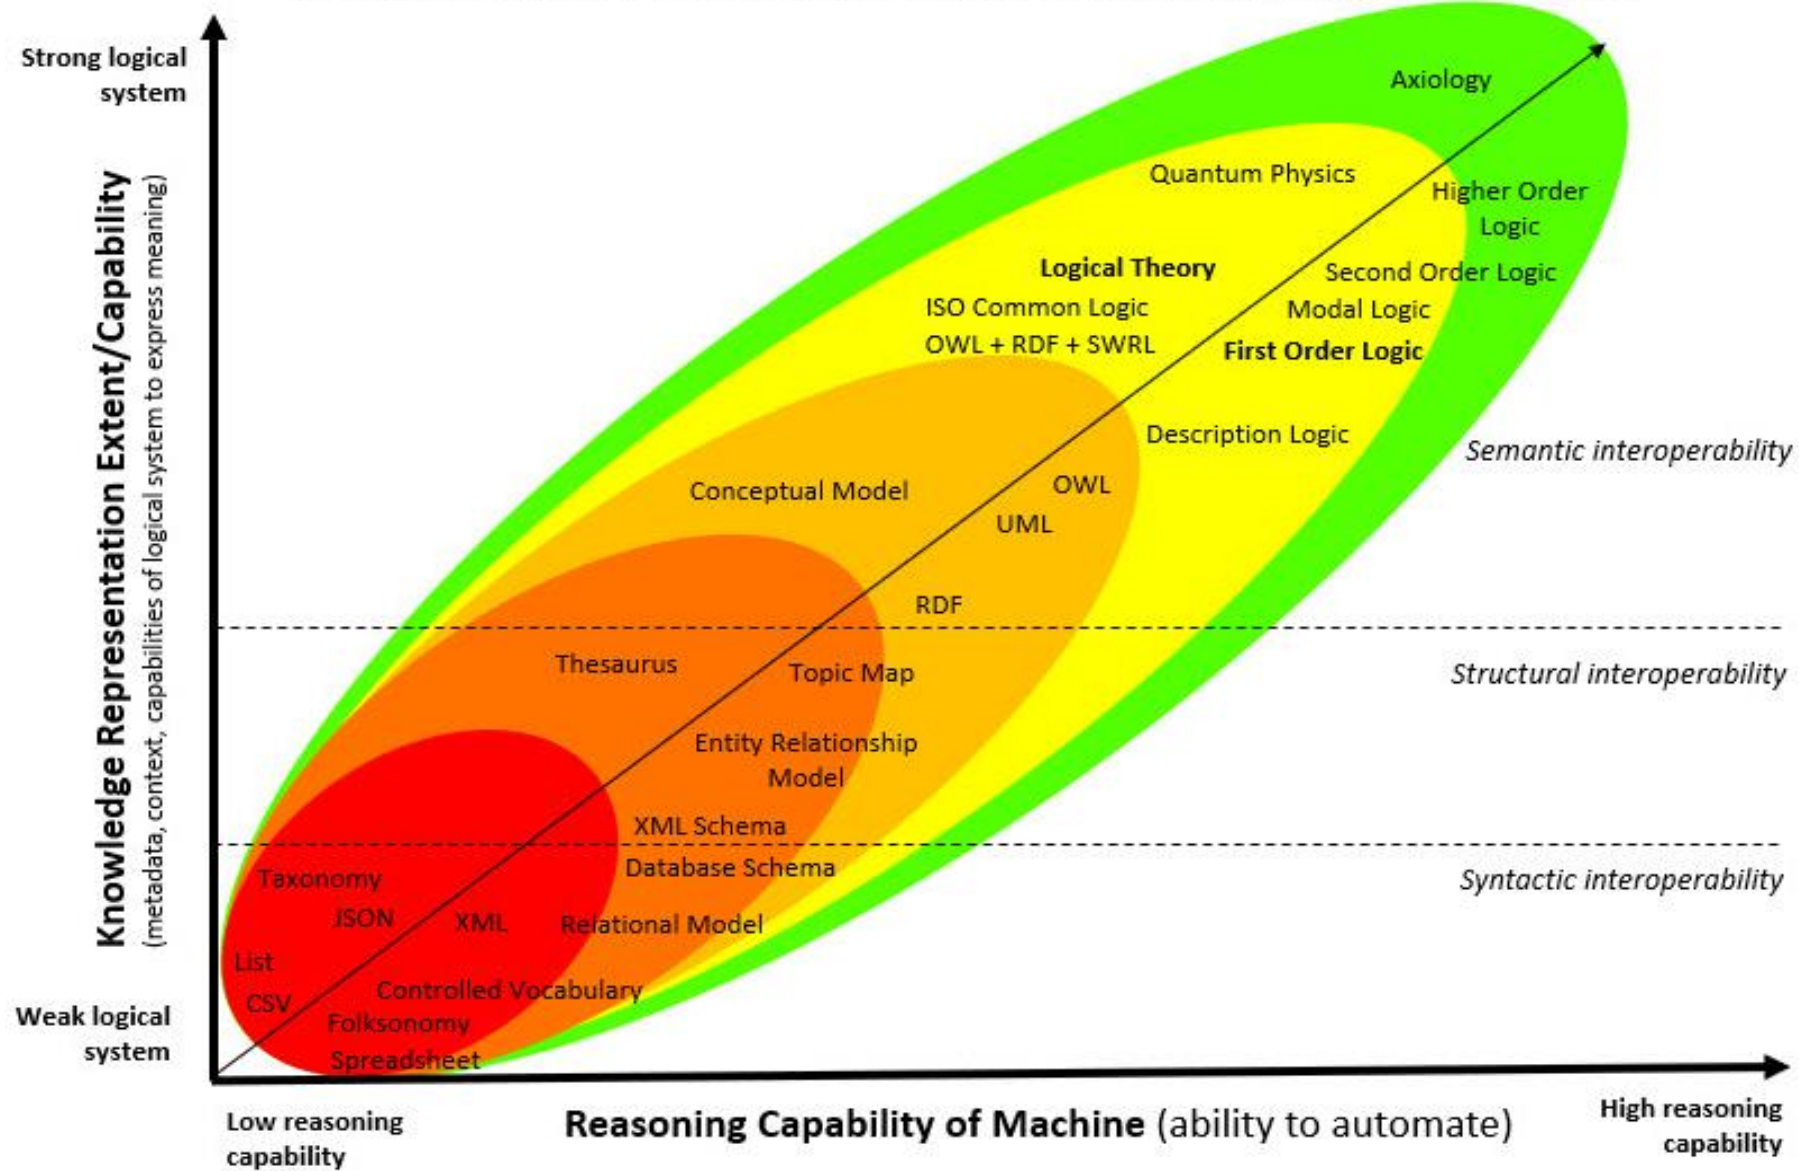 Strong logical
system
Axiology
Quantum Physics
Higher Order
Logic
Logical Theory
Second Order Logic
ISO Common Logic
Modal Logic
OWL + RDF + SWRL
First Order Logic
Description Logic
Semantic interoperability
Conceptual Model
OWL
UML
RDF
Thesaurus
Topic Map
Structural interoperability
Entity Relationship
Model
XML Schema
Database Schema
Taxonomy
Syntactic interoperability
JSON
XML
Relational Model
List
CSV
Controlled Vocabulary
Folksonomy
Spreadsheet
Weak logical
system
Knowledge Representation Extent/Capability
(metadada, context, capabilities of logical system to express meaning)
Low reasoning
capability
Reasoning Capability of Machine (ability to automate)
High reasoning
capability